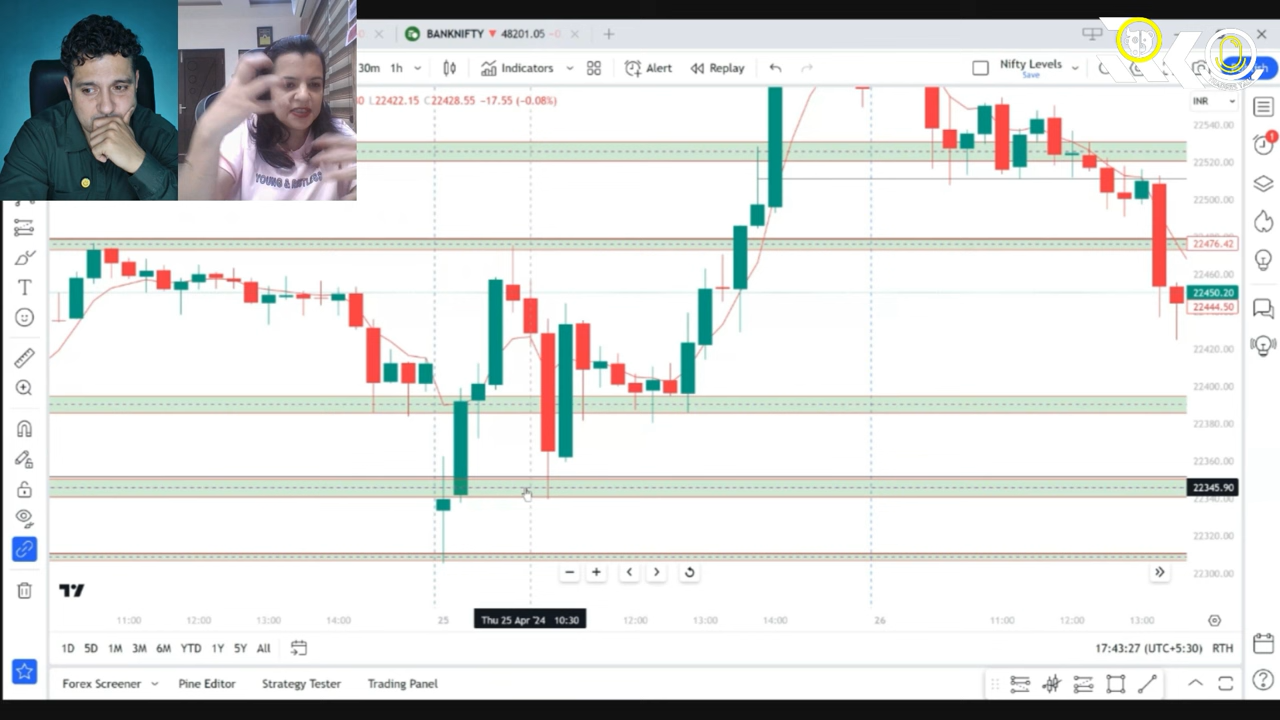 BANKNIFTY ▼ 48201.05
30m 1h Indicators Alert Replay Nifty Levels
Save
L22422.15 C22428.55 -17.55 (-0.08%)
INR
YOUNG &
22540.00
22520.00
22500.00
22476.42
22460.00
22450.20
22444.50
22420.00
22400.00
22380.00
22360.00
22345.90
22320.00
22300.00
11:00 12:00 13:00 14:00 25 Thu 25 Apr '24 10:30 12:00 13:00 14:00 26 11:00 12:00 13:00
1D 5D 1M 3M 6M YTD 1Y 5Y All 17:43:27 (UTC+5:30) RTH
Forex Screener Pine Editor Strategy Tester Trading Panel